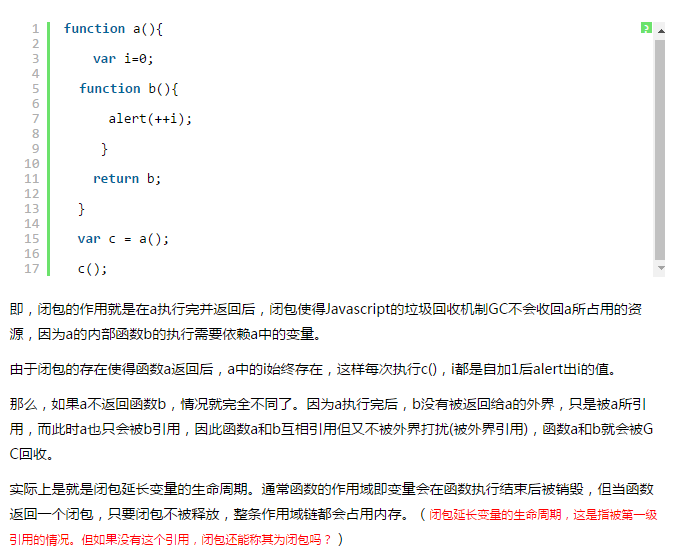 1 function a(){
2
3 var i=0;
4
5 function b(){
6
7 alert(++i);
8
9 }
10
11 return b;
12
13 }
14
15 var c = a();
16
17 c();
?
即，闭包的作用就是在a执行完并返回后，闭包使得Javascript的垃圾回收机制GC不会收回a所占用的资
源，因为a的内部函数b的执行需要依赖a中的变量。
由于闭包的存在使得函数a返回后，a中的i始终存在，这样每次执行c()，i都是自加1后alert出i的值。
那么，如果a不返回函数b，情况就完全不同了。因为a执行完后，b没有被返回给a的外界，只是被a所引
用，而此时a也只会被b引用，因此函数a和b互相引用但又不被外界打扰(被外界引用)，函数a和b就会被G
C回收。
实际上是就是闭包延长变量的生命周期。通常函数的作用域即变量会在函数执行结束后被销毁，但当函数
返回一个闭包，只要闭包不被释放，整条作用域链都会占用内存。（闭包延长变量的生命周期，这是指被第一级
引用的情况。但如果没有这个引用，闭包还能称其为闭包吗？）